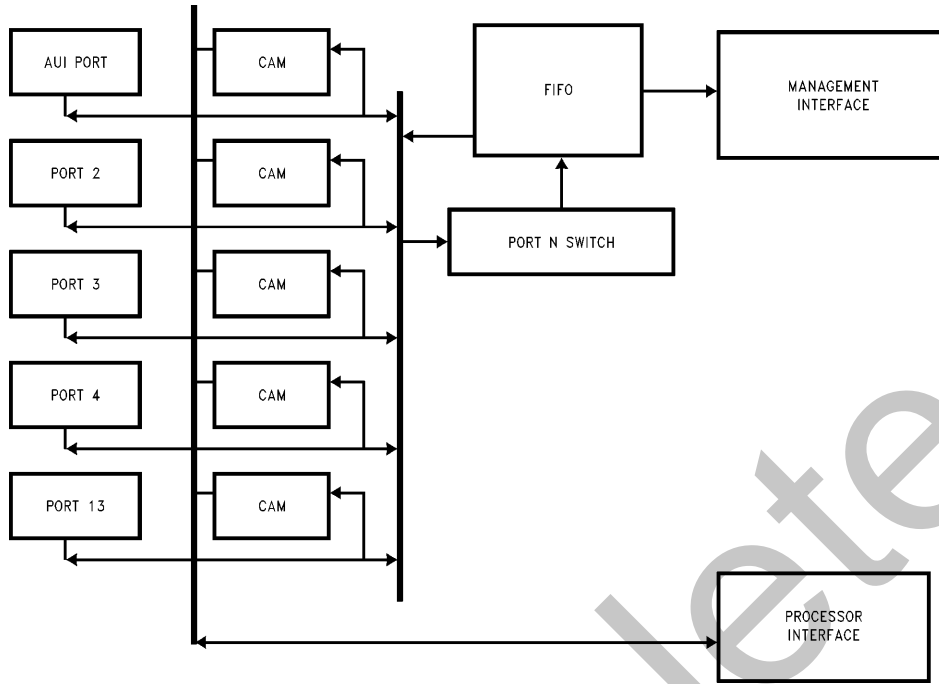 AUI PORT
CAM
FIFO
MANAGEMENT
INTERFACE
PORT 2
CAM
PORT N SWITCH
PORT 3
CAM
PORT 4
CAM
PORT 13
CAM
PROCESSOR
INTERFACE
lete